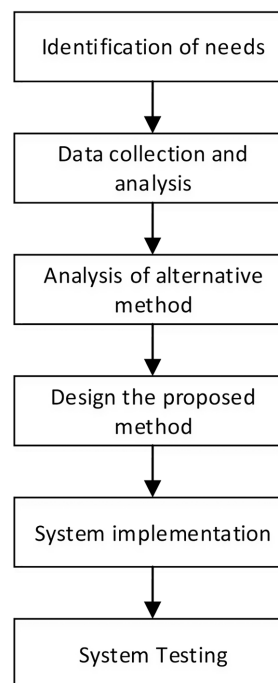 Identification of needs
Data collection and
analysis
Analysis of alternative
method
Design the proposed
method
System implementation
System Testing